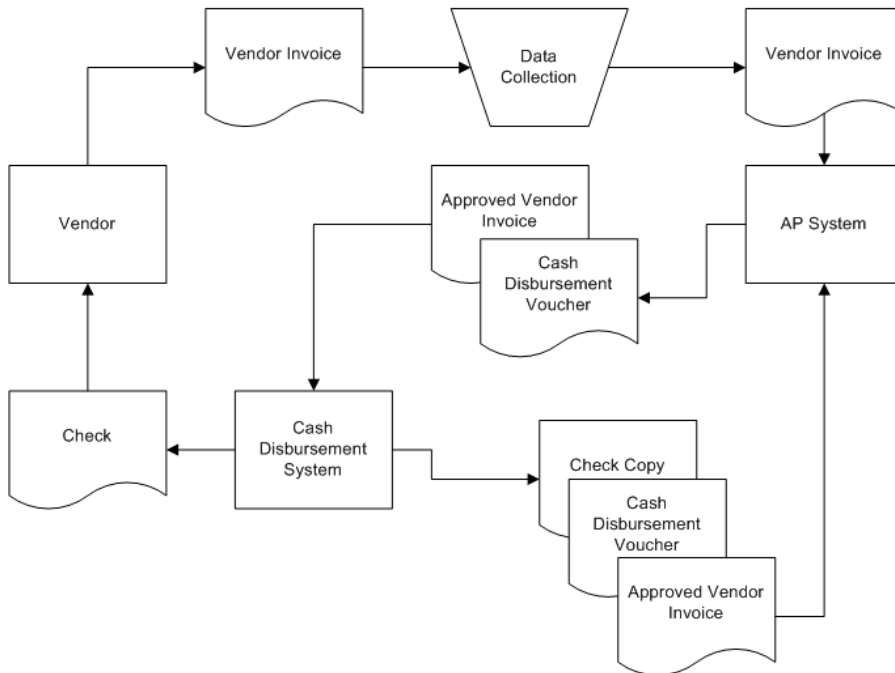 Vendor Invoice
Data
Collection
Vendor Invoice
Vendor
Approved Vendor
Invoice
Cash
Disbursement
Voucher
AP System
Check
Cash
Disbursement
System
Check Copy
Cash
Disbursement
Voucher
Approved Vendor
Invoice